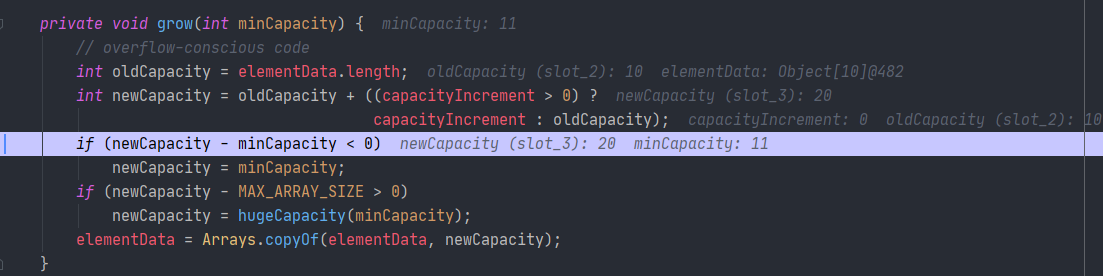 private void grow(int minCapacity) {  minCapacity: 11
    // overflow-conscious code
    int oldCapacity = elementData.length;  oldCapacity (slot_2): 10  elementData: Object[10]@482
    int newCapacity = oldCapacity + ((capacityIncrement > 0) ?  newCapacity (slot_3): 20
                                     capacityIncrement : oldCapacity);  capacityIncrement: 0  oldCapacity (slot_2): 10
    if (newCapacity - minCapacity < 0)  newCapacity (slot_3): 20  minCapacity: 11
        newCapacity = minCapacity;
    if (newCapacity - MAX_ARRAY_SIZE > 0)
        newCapacity = hugeCapacity(minCapacity);
    elementData = Arrays.copyOf(elementData, newCapacity);
}